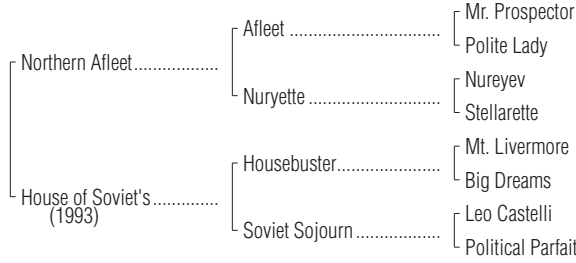 Mr. Prospector
Afleet ..............................
Polite Lady
Northern Afleet.................
Nureyev
Nuryette ..........................
Stellarette
Mt. Livermore
Housebuster.....................
Big Dreams
House of Soviet's.............
(1993)
Leo Castelli
Soviet Sojourn .................
Political Parfait